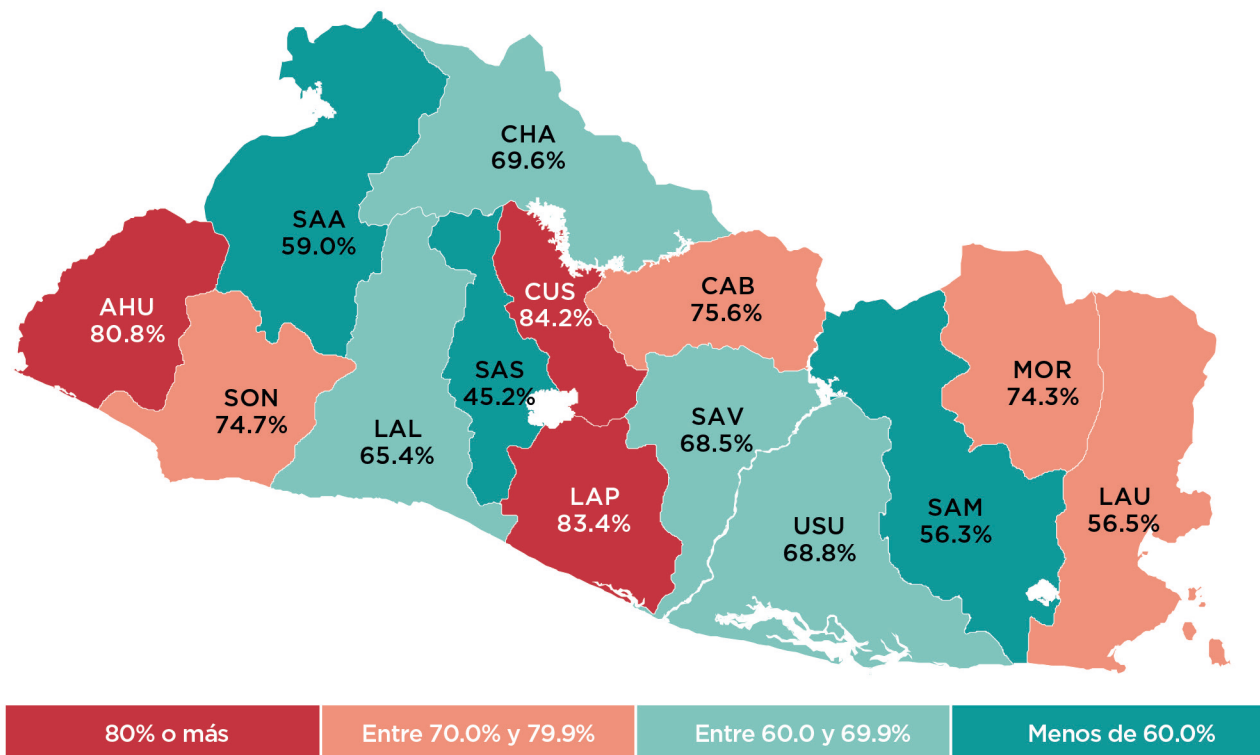 CHA
69.6%
SAA
59.0%
AHU
80.8%
SON
74.7%
LAL
65.4%
SAS
45.2%
CUS
84.2%
CAB
75.6%
LAP
83.4%
SAV
68.5%
USU
68.8%
SAM
56.3%
MOR
74.3%
LAU
56.5%
80% o más
Entre 70.0% y 79.9%
Entre 60.0 y 69.9%
Menos de 60.0%